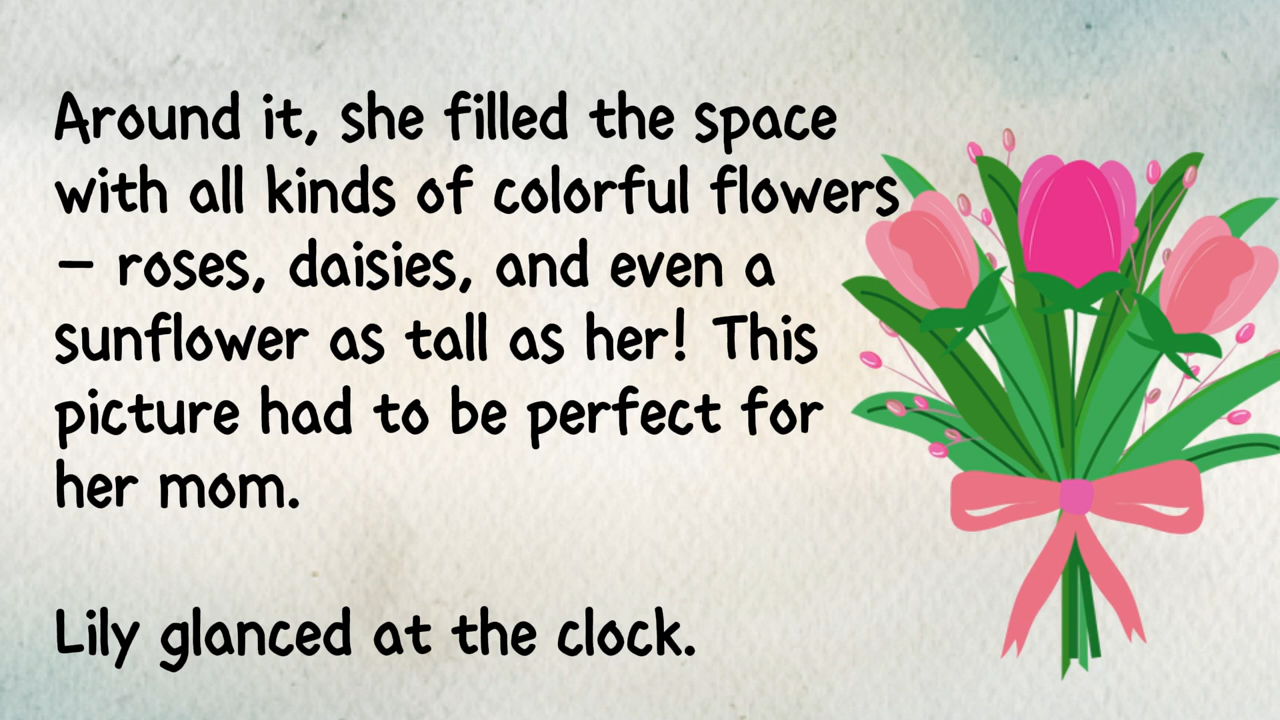 Around it, she filled the space
with all kinds of colorful flowers
– roses, daisies, and even a
sunflower as tall as her! This
picture had to be perfect for
her mom.
Lily glanced at the clock.